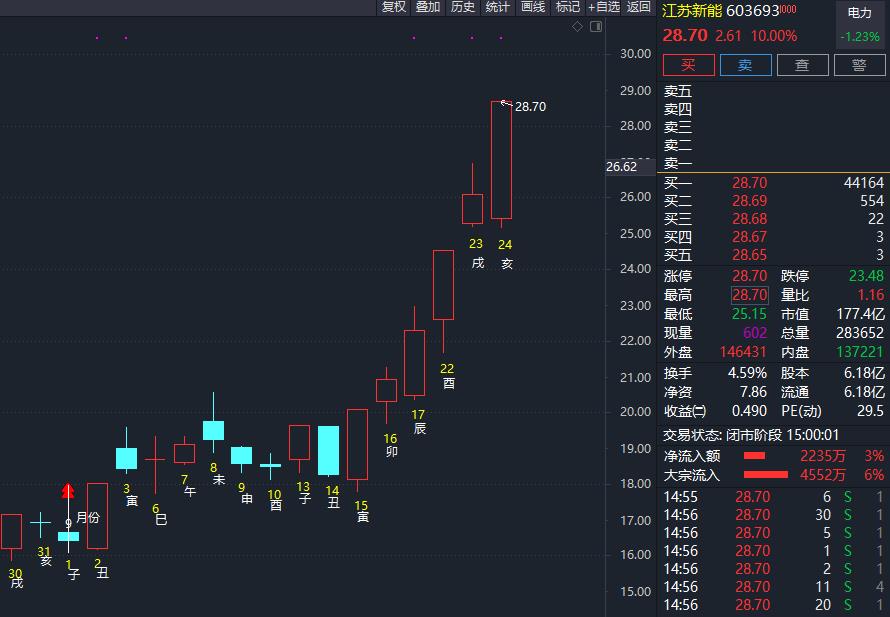 复权 叠加 历史 统计 画线 标记 +自选 返回
江苏新能 603693
电力
28.70 2.61 10.00%
-1.23%
买 卖 查 警
卖五
卖四
卖三
卖二
卖一
买一 28.70 44164
买二 28.69 554
买三 28.68 22
买四 28.67 3
买五 28.65 3
涨停 28.70 跌停 23.48
最高 28.70 量比 1.16
最低 25.15 市值 177.4亿
现量 602 总量 283652
外盘 146431 内盘 137221
换手 4.59% 股本 6.18亿
净资 7.86 流通 6.18亿
收益㈡ 0.490 PE(动) 29.5
交易状态: 闭市阶段 15:00:01
净流入额 2235万 3%
大宗流入 4552万 6%
14:55 28.70 6 S 1
14:56 28.70 30 S 1
14:56 28.70 5 S 1
14:56 28.70 1 S 1
14:56 28.70 2 S 1
14:56 28.70 11 S 4
14:56 28.70 20 S 1
30.00
29.00
28.00
26.62
26.00
25.00
24.00
23.00
22.00
21.00
20.00
19.00
18.00
17.00
16.00
15.00
28.70
30
戌
31
亥
9 月份
1
子
2
丑
3
寅
6
巳
7
午
8
未
9
申
10
酉
13
子
14
丑
15
寅
16
卯
17
辰
22
酉
23
戌
24
亥